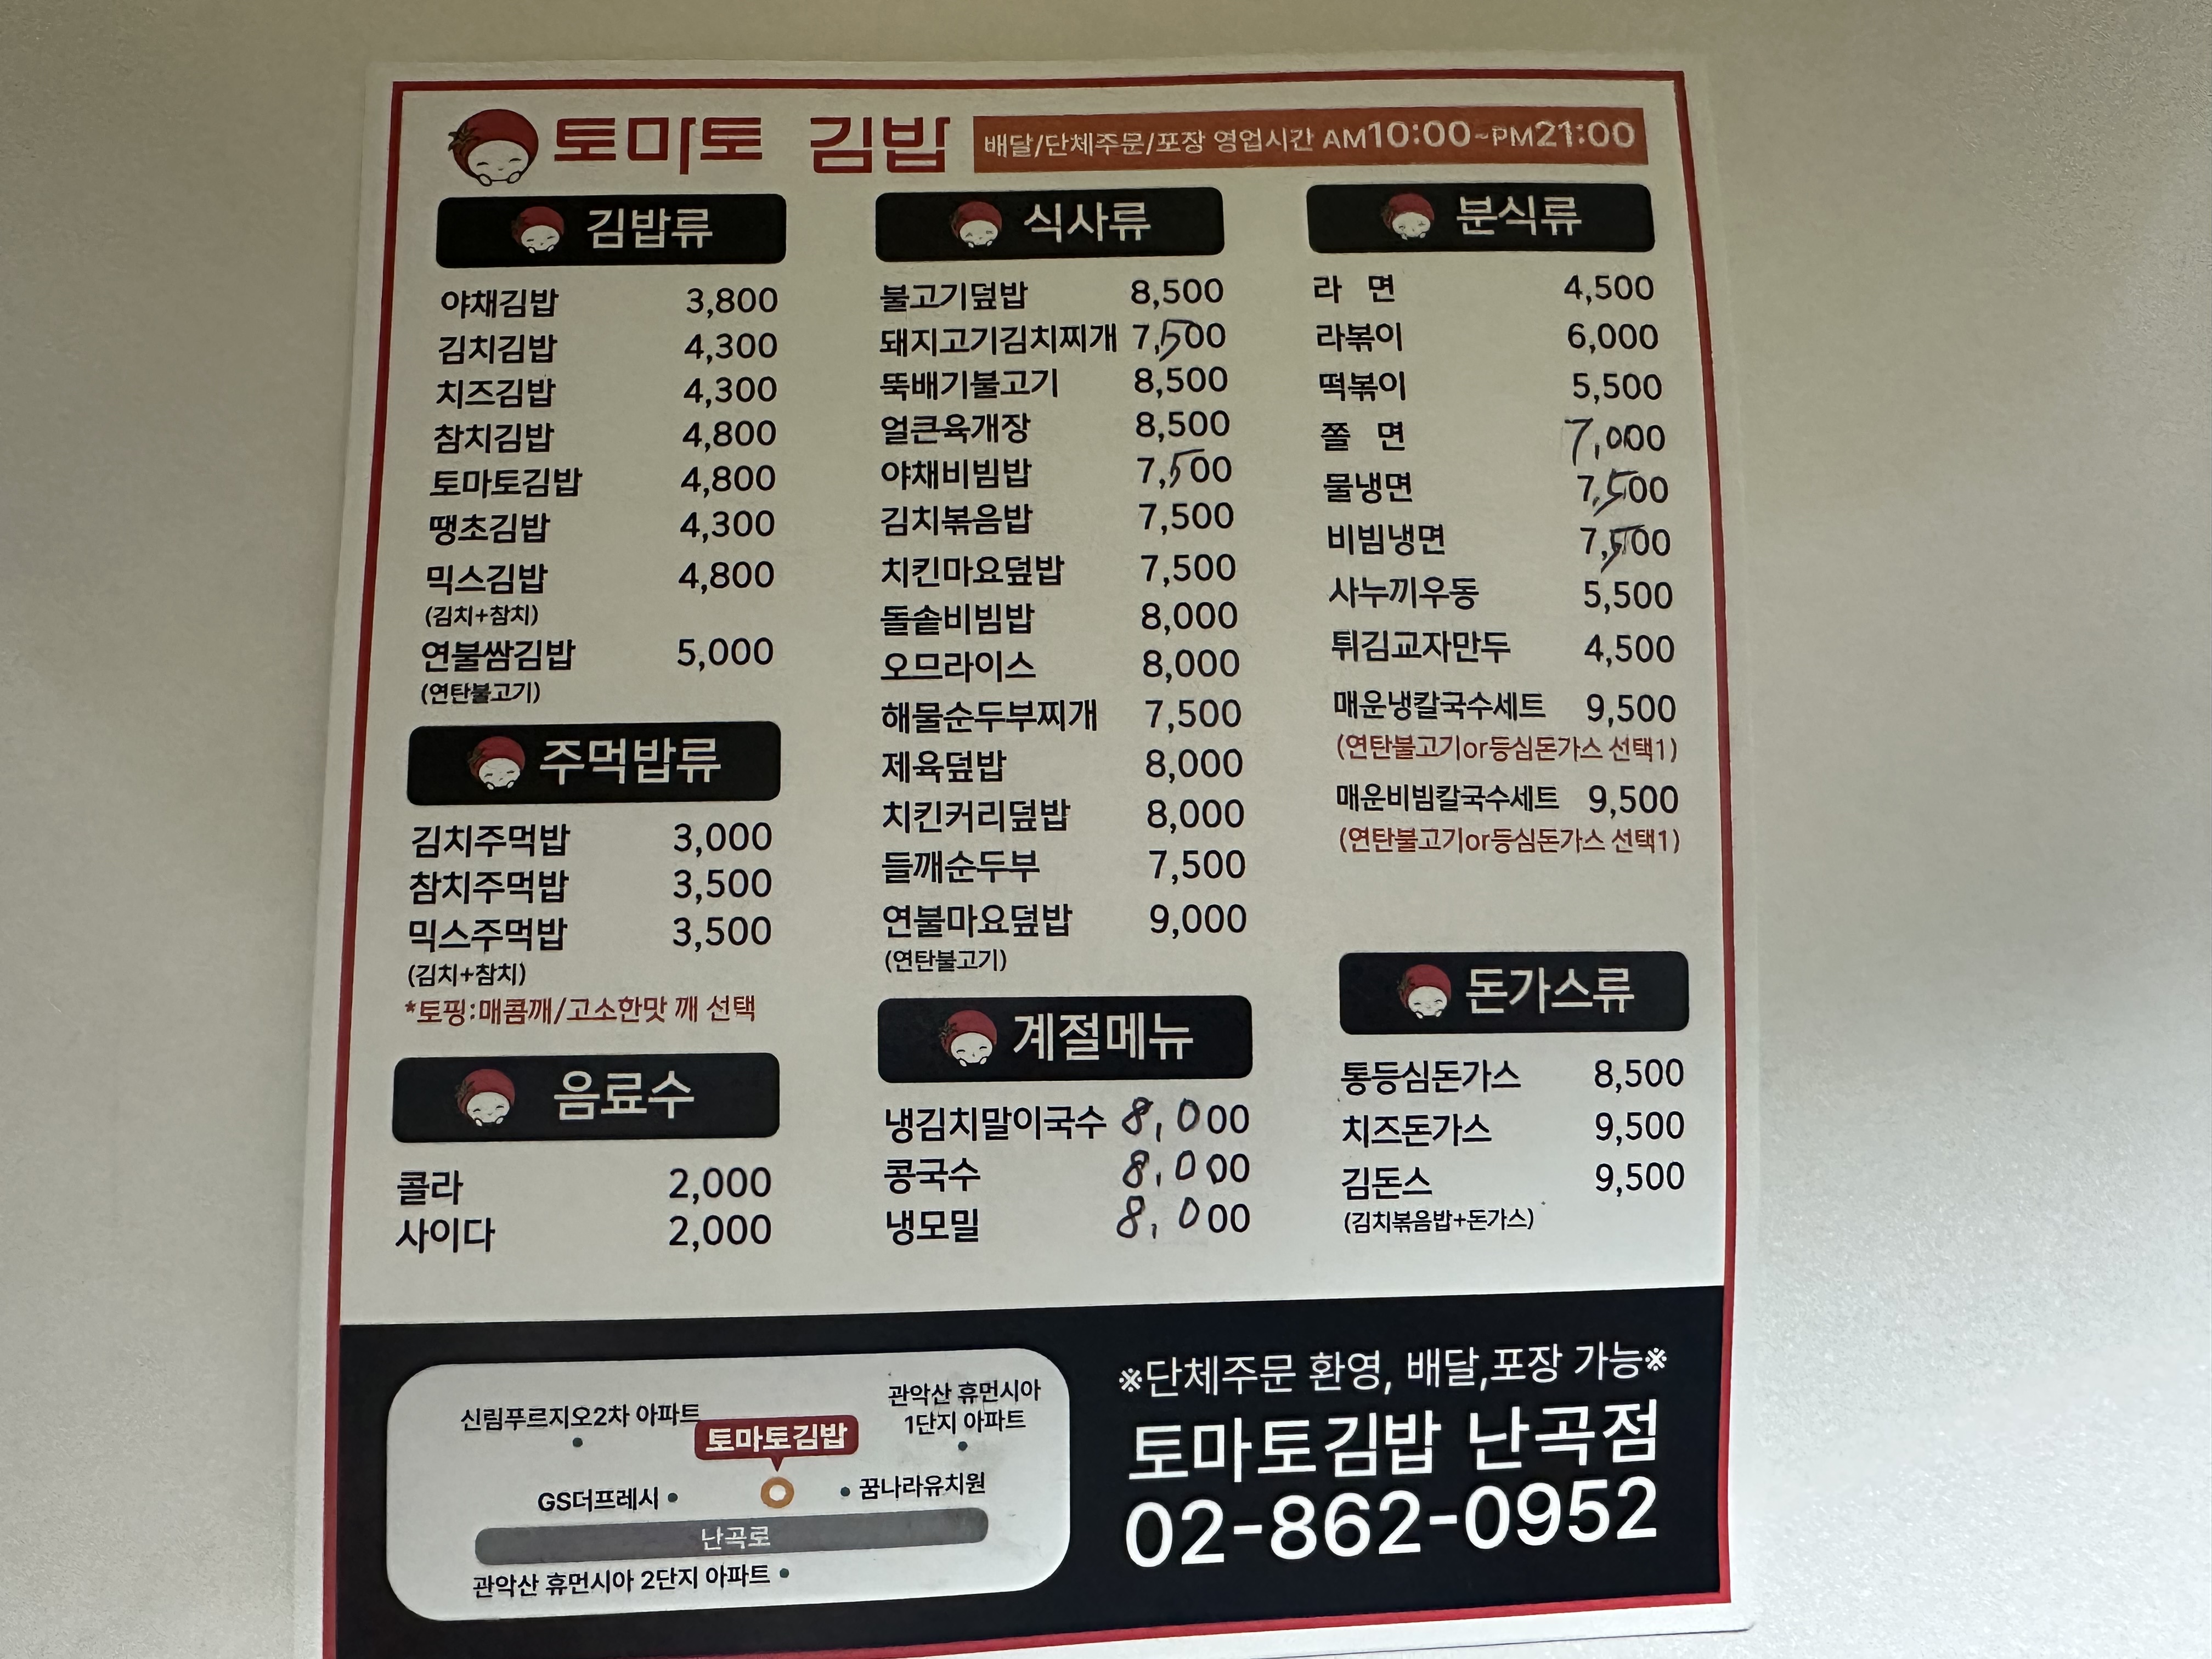 토마토 김밥 배달/단체주문/포장 영업시간 AM10:00~PM21:00
김밥류
야채김밥 3,800
김치김밥 4,300
치즈김밥 4,300
참치김밥 4,800
토마토김밥 4,800
땡초김밥 4,300
믹스김밥 4,800
(김치+참치)
연불쌈김밥 5,000
(연탄불고기)
주먹밥류
김치주먹밥 3,000
참치주먹밥 3,500
믹스주먹밥 3,500
(김치+참치)
*토핑:매콤깨/고소한맛 깨 선택
음료수
콜라 2,000
사이다 2,000
식사류
불고기덮밥 8,500
돼지고기김치찌개 7,500
뚝배기불고기 8,500
얼큰육개장 8,500
야채비빔밥 7,500
김치볶음밥 7,500
치킨마요덮밥 7,500
돌솥비빔밥 8,000
오므라이스 8,000
해물순두부찌개 7,500
제육덮밥 8,000
치킨커리덮밥 8,000
들깨순두부 7,500
연불마요덮밥 9,000
(연탄불고기)
계절메뉴
냉김치말이국수 8,000
콩국수 8,000
냉모밀 8,000
분식류
라 면 4,500
라볶이 6,000
떡볶이 5,500
쫄 면 7,000
물냉면 7,500
비빔냉면 7,500
사누끼우동 5,500
튀김교자만두 4,500
매운냉칼국수세트 9,500
(연탄불고기or등심돈가스 선택1)
매운비빔칼국수세트 9,500
(연탄불고기or등심돈가스 선택1)
돈가스류
통등심돈가스 8,500
치즈돈가스 9,500
김돈스 9,500
(김치볶음밥+돈가스)
신림푸르지오2차 아파트
토마토김밥
관악산 휴먼시아
1단지 아파트
GS더프레시
꿈나라유치원
난곡로
관악산 휴먼시아 2단지 아파트
※단체주문 환영, 배달,포장 가능※
토마토김밥 난곡점
02-862-0952